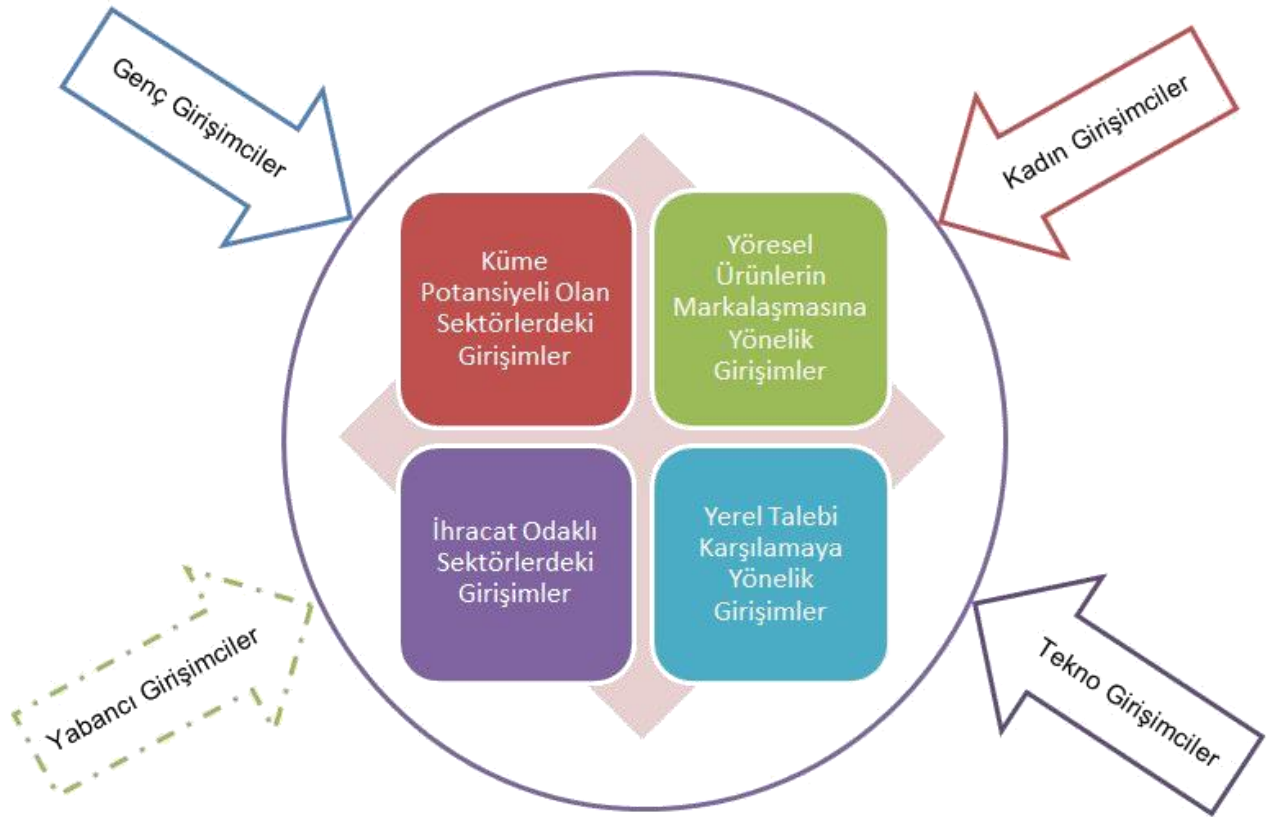 Genç Girişimciler
Kadın Girişimciler
Küme
Potansiyeli Olan
Sektörlerdeki
Girişimler
Yöresel
Ürünlerin
Markalaşmasına
Yönelik
Girişimler
İhracat Odaklı
Sektörlerdeki
Girişimler
Yerel Talebi
Karşılamaya
Yönelik
Girişimler
Yabancı Girişimciler
Tekno Girişimciler